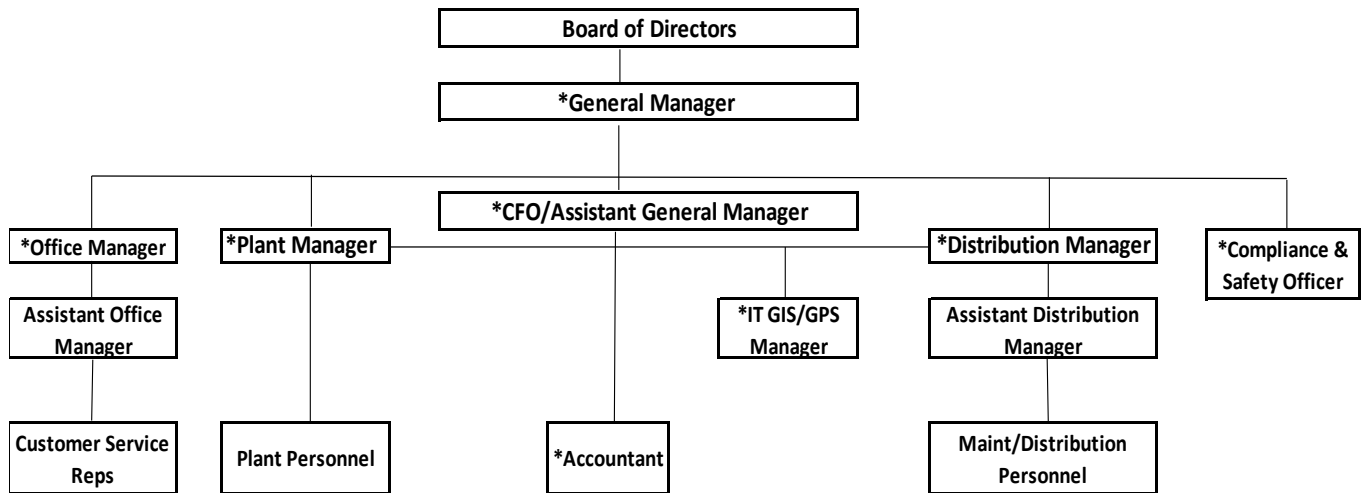 Board of Directors
*General Manager
*CFO/Assistant General Manager
*Office Manager
*Plant Manager
*Distribution Manager
*Compliance &
Safety Officer
Assistant Office
Manager
*IT GIS/GPS
Manager
Assistant Distribution
Manager
Customer Service
Reps
Plant Personnel
*Accountant
Maint/Distribution
Personnel